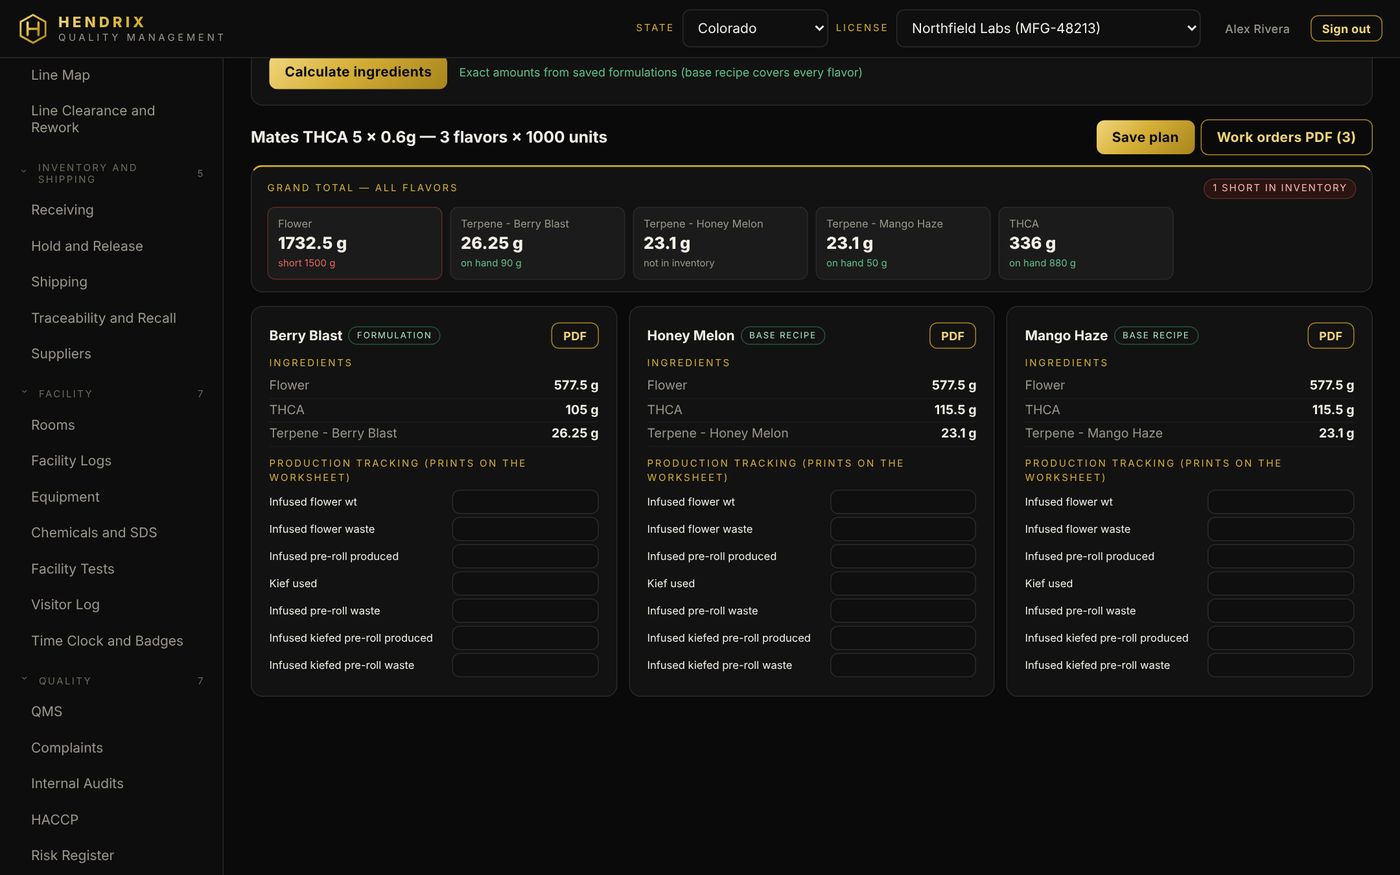 HENDRIX
QUALITY MANAGEMENT
STATE
Colorado
LICENSE
Northfield Labs (MFG-48213)
Alex Rivera
Sign out
Line Map
Line Clearance and
Rework
INVENTORY AND
SHIPPING
5
Receiving
Hold and Release
Shipping
Traceability and Recall
Suppliers
FACILITY
7
Rooms
Facility Logs
Equipment
Chemicals and SDS
Facility Tests
Visitor Log
Time Clock and Badges
QUALITY
7
QMS
Complaints
Internal Audits
HACCP
Risk Register
Calculate ingredients
Exact amounts from saved formulations (base recipe covers every flavor)
Mates THCA 5 × 0.6g — 3 flavors × 1000 units
Save plan
Work orders PDF (3)
GRAND TOTAL — ALL FLAVORS
1 SHORT IN INVENTORY
Flower
1732.5 g
short 1500 g
Terpene - Berry Blast
26.25 g
on hand 90 g
Terpene - Honey Melon
23.1 g
not in inventory
Terpene - Mango Haze
23.1 g
on hand 50 g
THCA
336 g
on hand 880 g
Berry Blast
FORMULATION
PDF
INGREDIENTS
Flower 577.5 g
THCA 105 g
Terpene - Berry Blast 26.25 g
PRODUCTION TRACKING (PRINTS ON THE
WORKSHEET)
Infused flower wt
Infused flower waste
Infused pre-roll produced
Kief used
Infused pre-roll waste
Infused kiefed pre-roll produced
Infused kiefed pre-roll waste
Honey Melon
BASE RECIPE
PDF
INGREDIENTS
Flower 577.5 g
THCA 115.5 g
Terpene - Honey Melon 23.1 g
PRODUCTION TRACKING (PRINTS ON THE
WORKSHEET)
Infused flower wt
Infused flower waste
Infused pre-roll produced
Kief used
Infused pre-roll waste
Infused kiefed pre-roll produced
Infused kiefed pre-roll waste
Mango Haze
BASE RECIPE
PDF
INGREDIENTS
Flower 577.5 g
THCA 115.5 g
Terpene - Mango Haze 23.1 g
PRODUCTION TRACKING (PRINTS ON THE
WORKSHEET)
Infused flower wt
Infused flower waste
Infused pre-roll produced
Kief used
Infused pre-roll waste
Infused kiefed pre-roll produced
Infused kiefed pre-roll waste